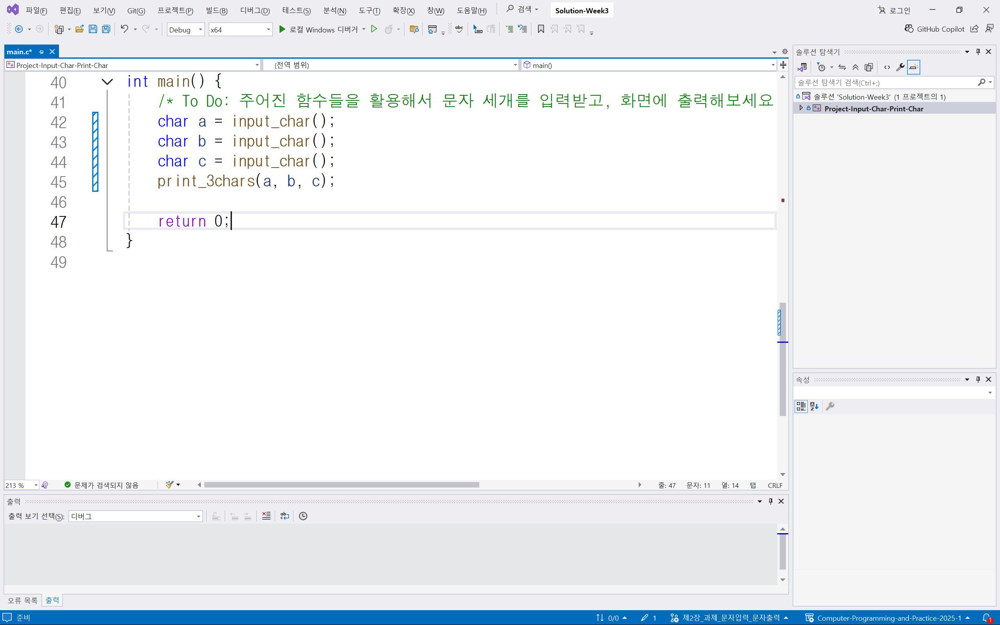 파일(F) 편집(E) 보기(V) Git(G) 프로젝트(P) 빌드(B) 디버그(D) 테스트(S) 분석(N) 도구(T) 확장(X) 창(W) 도움말(H) 검색 Solution-Week3 로그인
Debug x64 로컬 Windows 디버거 GitHub Copilot
main.c*
Project-Input-Char-Print-Char (전역 범위) main()
40 int main() {
41 /* To Do: 주어진 함수들을 활용해서 문자 세개를 입력받고, 화면에 출력해보세요
42 char a = input_char();
43 char b = input_char();
44 char c = input_char();
45 print_3chars(a, b, c);
46
47 return 0;
48 }
49
213 % 문제가 검색되지 않음 줄: 47 문자: 11 열: 14 탭 CRLF
출력
출력 보기 선택(S): 디버그
오류 목록 출력
솔루션 탐색기
솔루션 탐색기 검색(Ctrl+;)
솔루션 'Solution-Week3' (1 프로젝트의 1)
Project-Input-Char-Print-Char
속성
준비 0/0 1 제2장_과제_문자입력_문자출력 Computer-Programming-and-Practice-2025-1 1